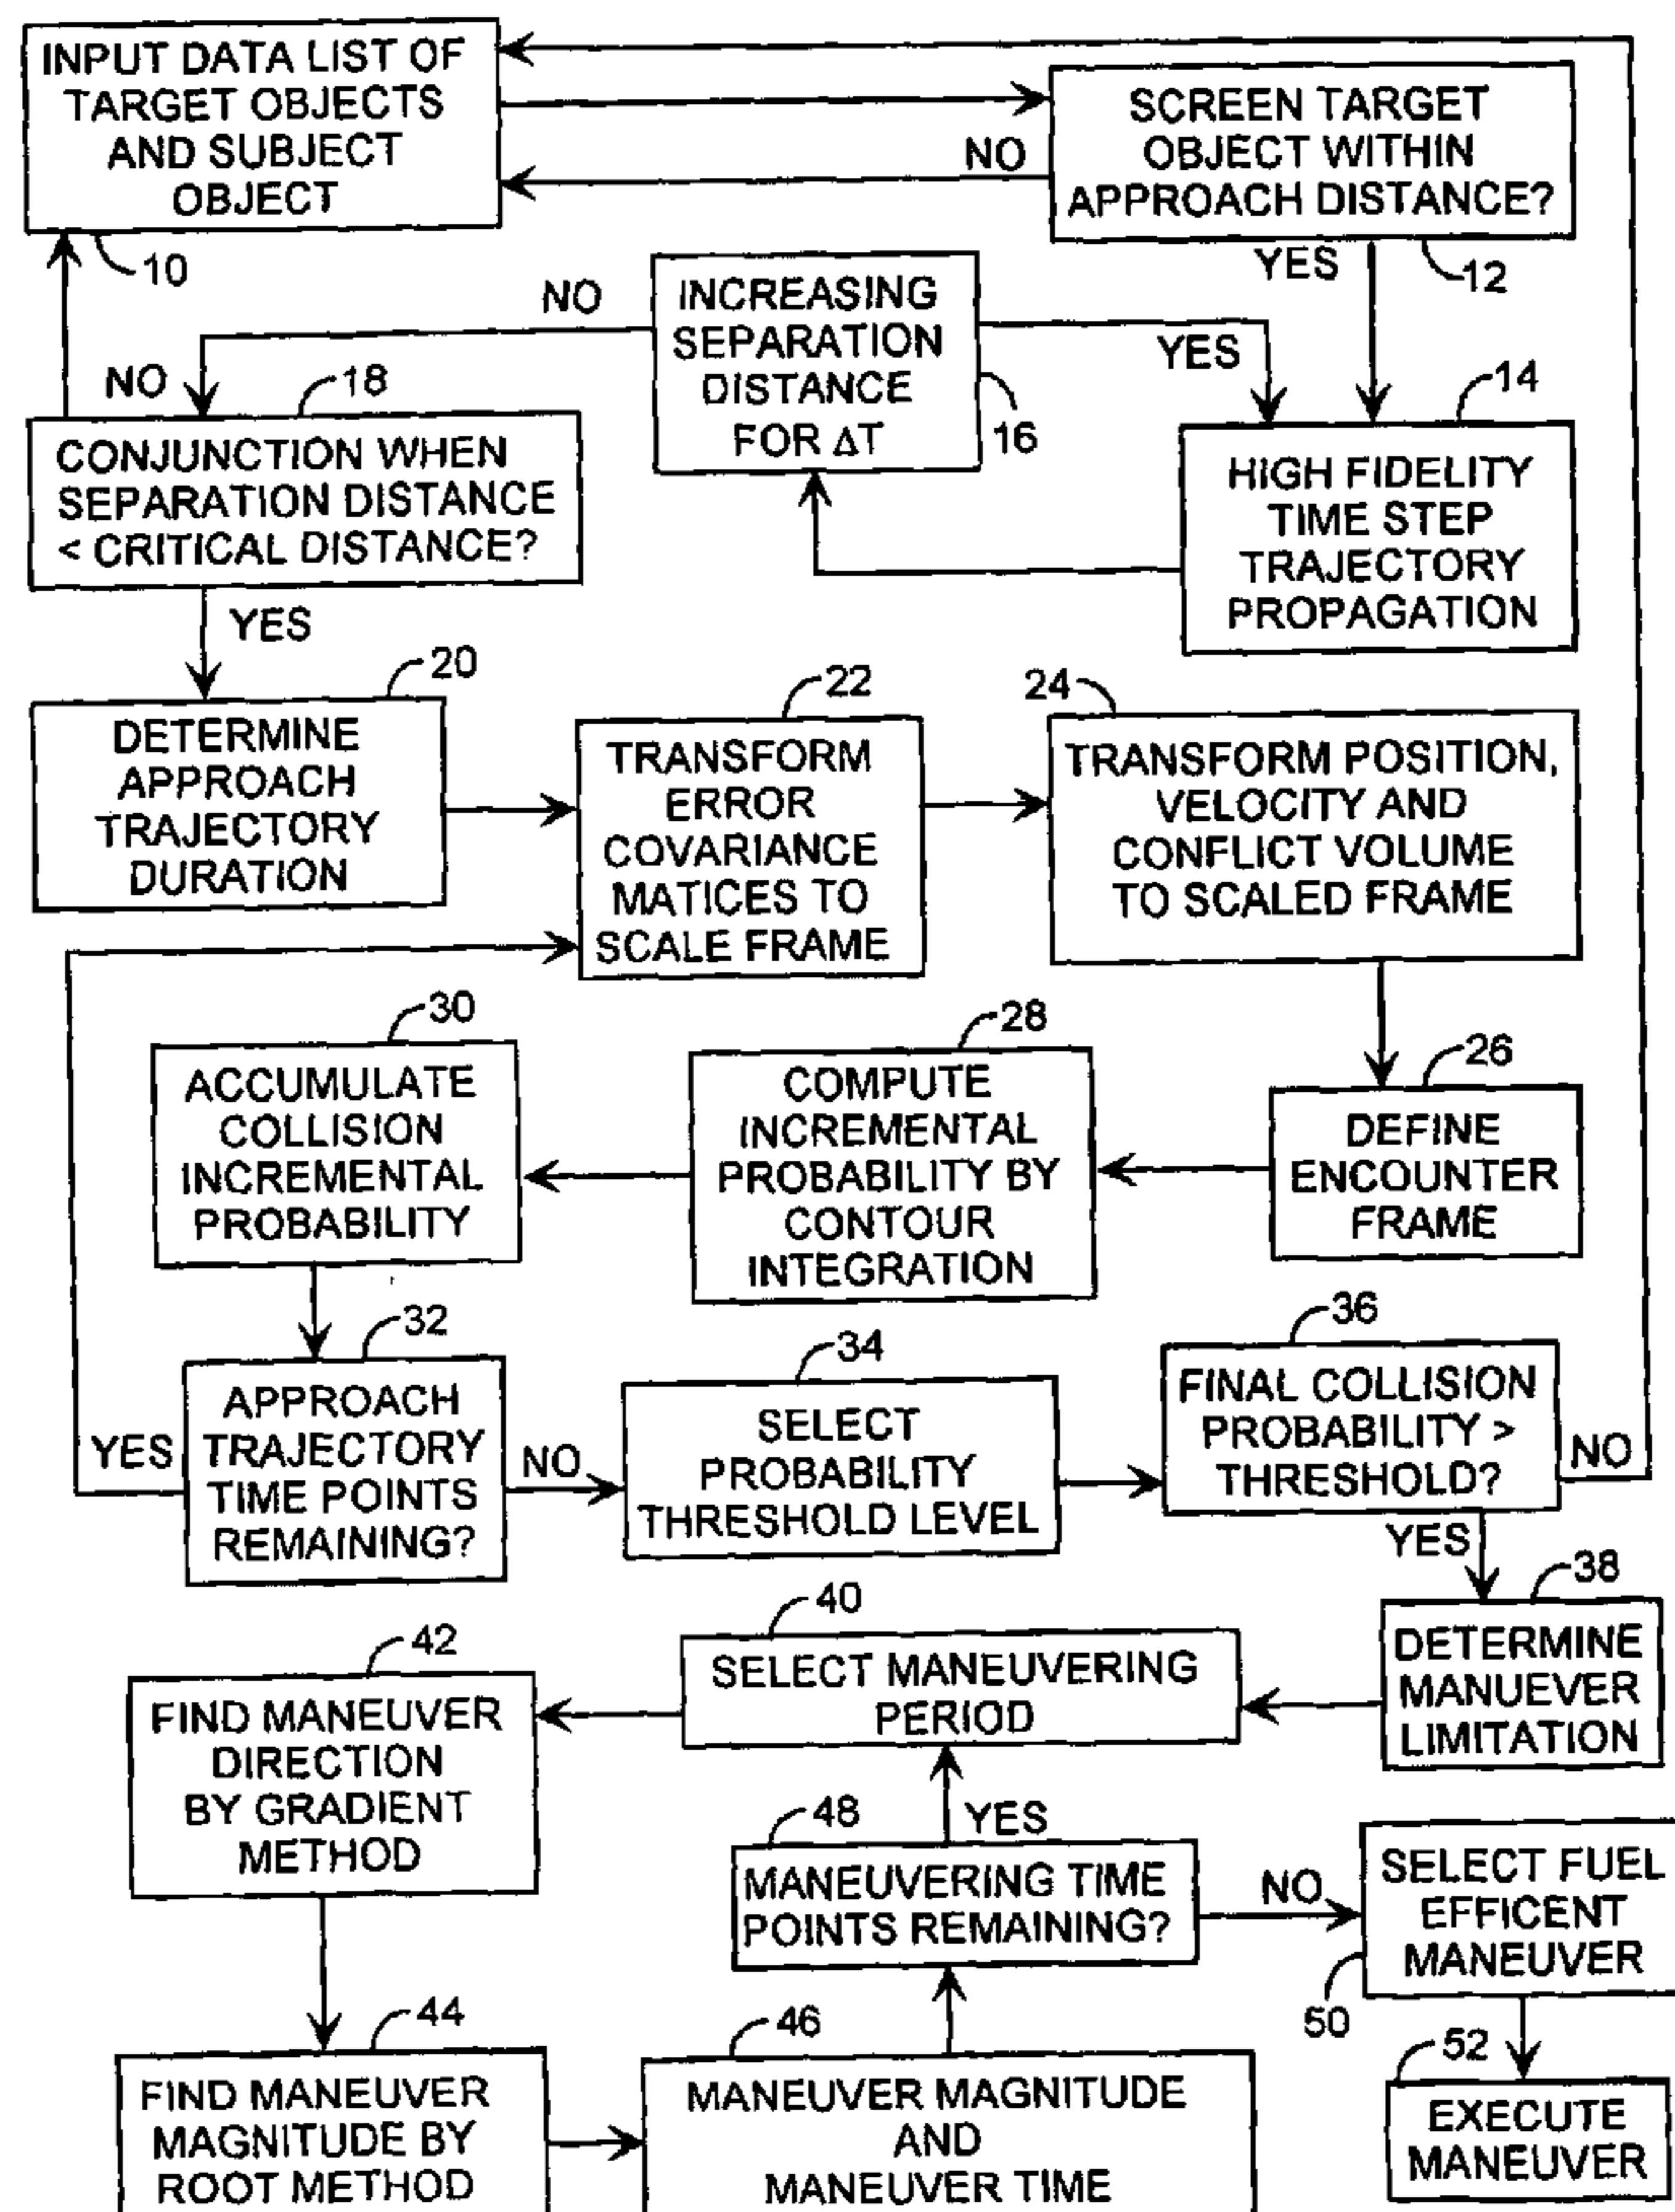 INPUT DATA LIST OF
TARGET OBJECTS
AND SUBJECT
OBJECT
10
SCREEN TARGET
OBJECT WITHIN
APPROACH DISTANCE?
NO
YES
12
INCREASING
SEPARATION
DISTANCE
FOR ΔT
NO
YES
16
14
HIGH FIDELITY
TIME STEP
TRAJECTORY
PROPAGATION
NO
18
CONJUNCTION WHEN
SEPARATION DISTANCE
< CRITICAL DISTANCE?
YES
20
DETERMINE
APPROACH
TRAJECTORY
DURATION
22
TRANSFORM
ERROR
COVARIANCE
MATICES TO
SCALE FRAME
24
TRANSFORM POSITION,
VELOCITY AND
CONFLICT VOLUME
TO SCALED FRAME
26
DEFINE
ENCOUNTER
FRAME
28
COMPUTE
INCREMENTAL
PROBABILITY BY
CONTOUR
INTEGRATION
30
ACCUMULATE
COLLISION
INCREMENTAL
PROBABILITY
32
APPROACH
TRAJECTORY
TIME POINTS
REMAINING?
YES
NO
34
SELECT
PROBABILITY
THRESHOLD LEVEL
36
FINAL COLLISION
PROBABILITY >
THRESHOLD?
NO
YES
38
DETERMINE
MANUEVER
LIMITATION
40
SELECT MANEUVERING
PERIOD
42
FIND MANEUVER
DIRECTION
BY GRADIENT
METHOD
44
FIND MANEUVER
MAGNITUDE BY
ROOT METHOD
46
MANEUVER MAGNITUDE
AND
MANEUVER TIME
48
YES
MANEUVERING TIME
POINTS REMAINING?
NO
SELECT FUEL
EFFICENT
MANEUVER
50
52
EXECUTE
MANEUVER